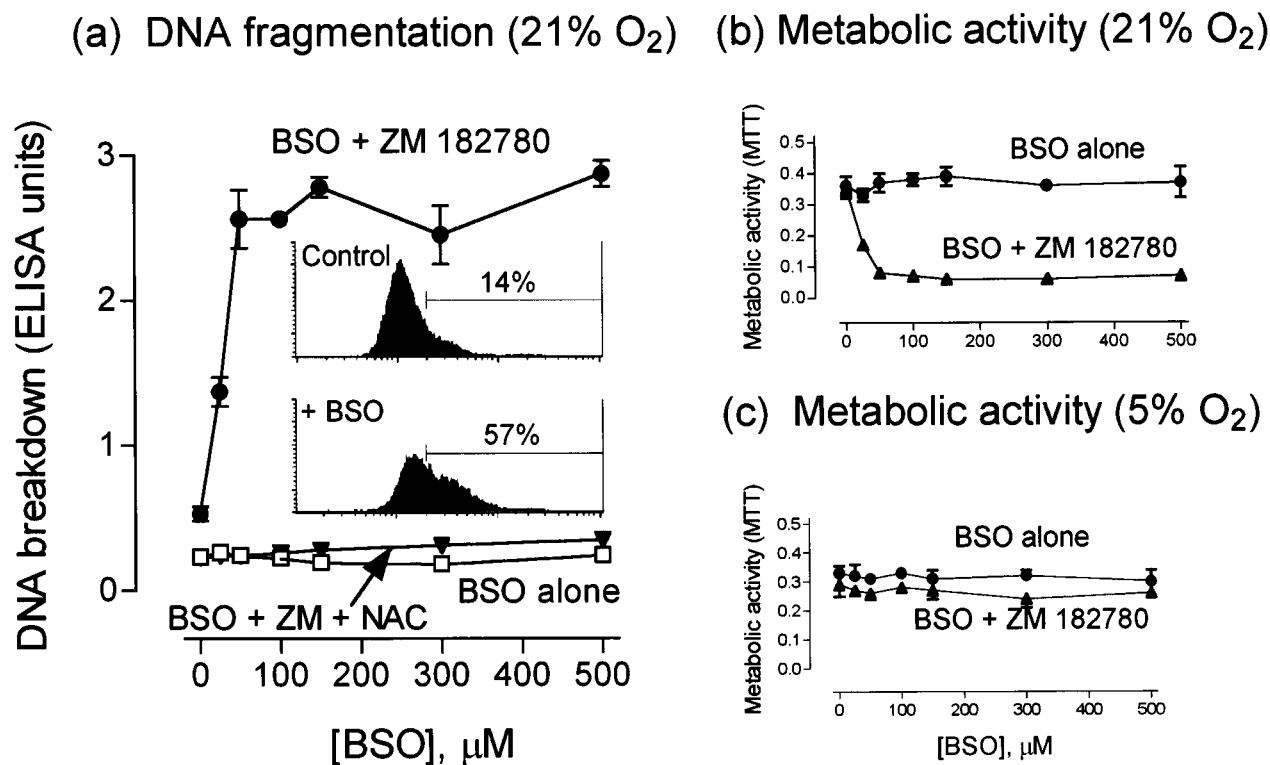 (a) DNA fragmentation (21% O₂)
DNA breakdown (ELISA units)
3
2
1
0
BSO + ZM 182780
Control
14%
+ BSO
57%
BSO alone
BSO + ZM + NAC
0 100 200 300 400 500
[BSO], μM
(b) Metabolic activity (21% O₂)
Metabolic activity (MTT)
0.5
0.4
0.3
0.2
0.1
0.0
BSO alone
BSO + ZM 182780
0 100 200 300 400 500
(c) Metabolic activity (5% O₂)
Metabolic activity (MTT)
0.5
0.4
0.3
0.2
0.1
0.0
BSO alone
BSO + ZM 182780
0 100 200 300 400 500
[BSO], μM